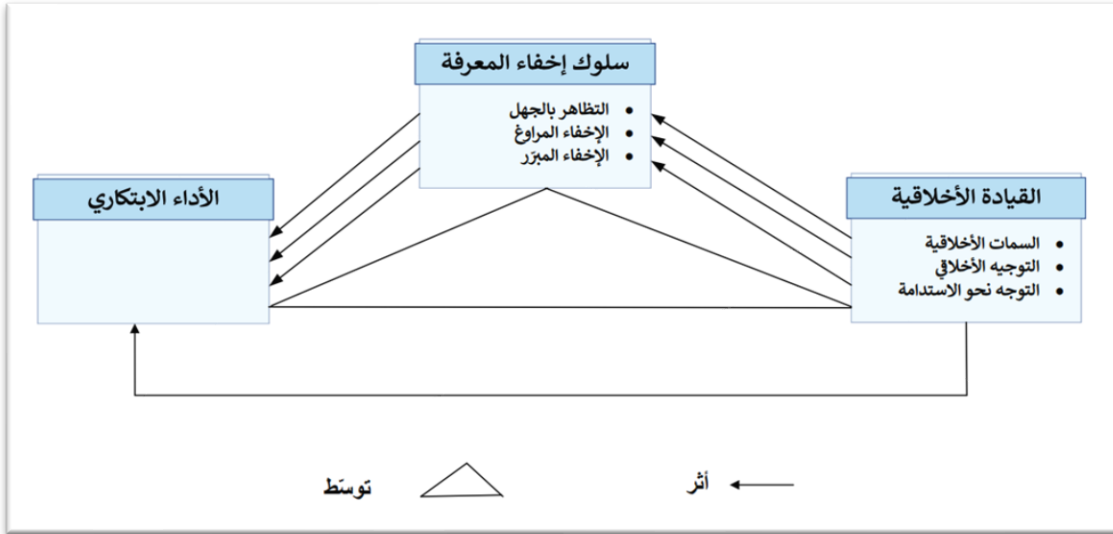 سلوك إخفاء المعرفة
• التظاهر بالجهل
• الإخفاء المراوغ
• الإخفاء المبرّر
القيادة الأخلاقية
• السمات الأخلاقية
• التوجيه الأخلاقي
• التوجه نحو الاستدامة
الأداء الابتكاري
أثر
توسّط